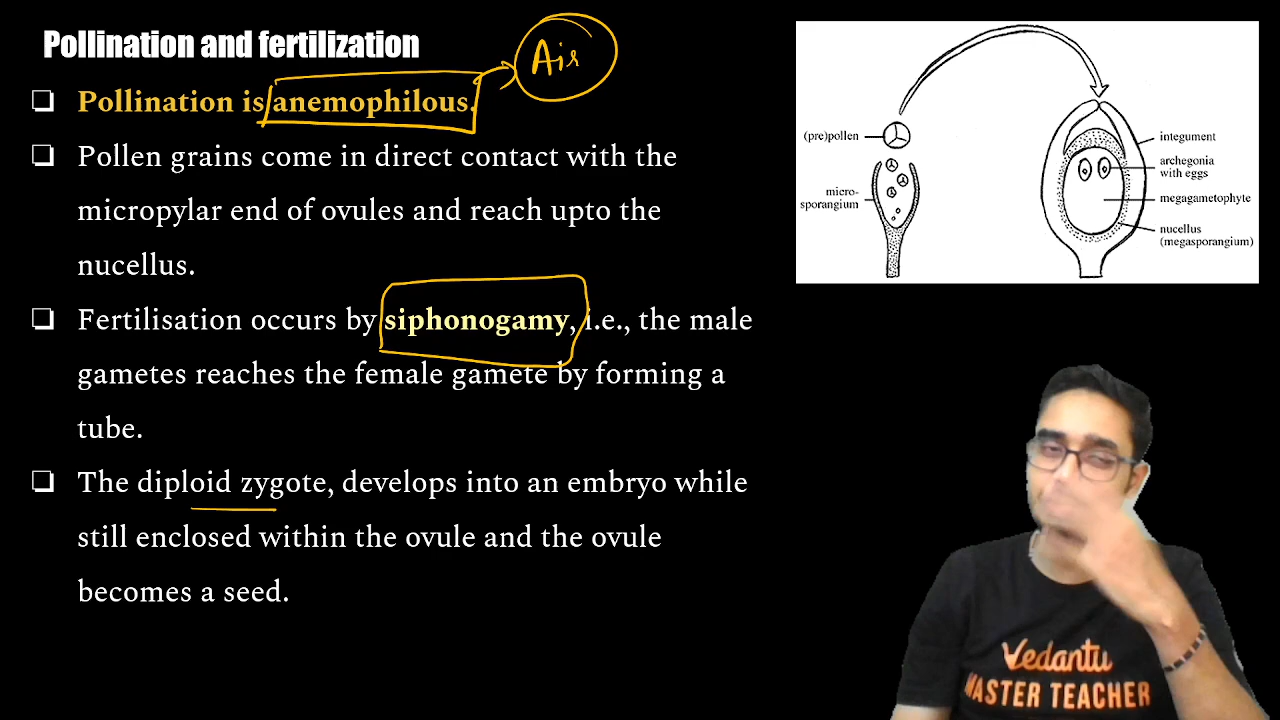 Pollination and fertilization
Air
❑ Pollination is anemophilous.
❑ Pollen grains come in direct contact with the
micropylar end of ovules and reach upto the
nucellus.
❑ Fertilisation occurs by siphonogamy, i.e., the male
gametes reaches the female gamete by forming a
tube.
❑ The diploid zygote, develops into an embryo while
still enclosed within the ovule and the ovule
becomes a seed.
(pre)pollen
micro-
sporangium
integument
archegonia
with eggs
megagametophyte
nucellus
(megasporangium)
Vedantu
MASTER TEACHER